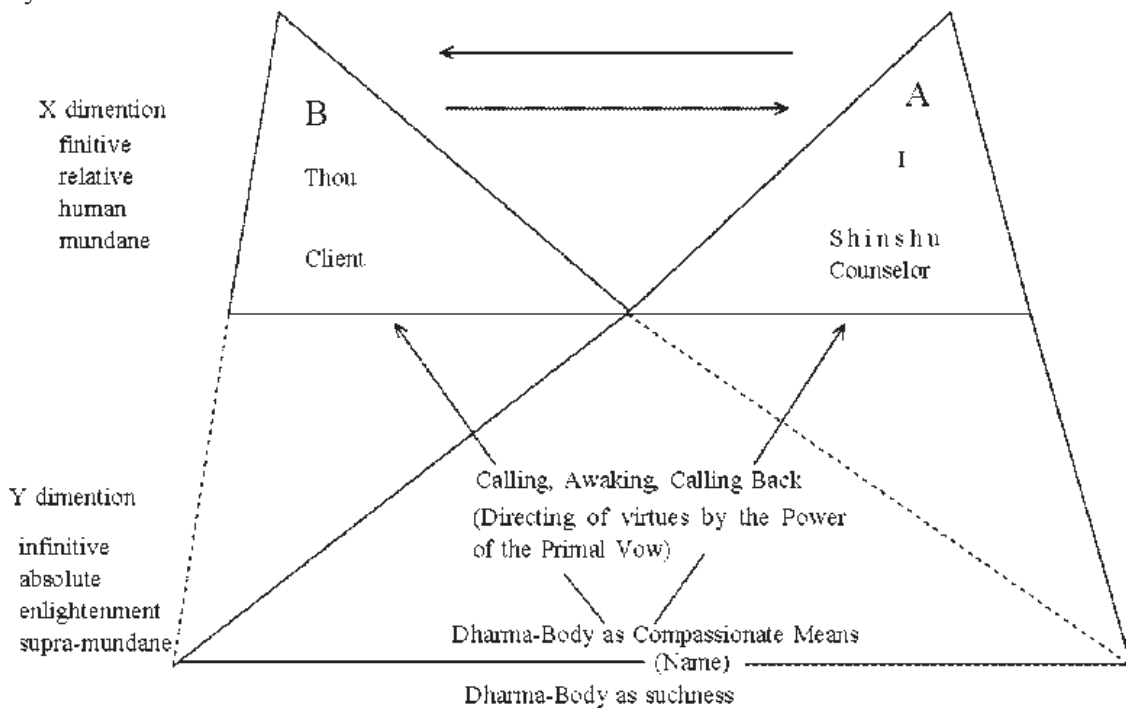 X dimention
finitive
relative
human
mundane
B
Thou
Client
A
I
Shinshu
Counselor
Y dimention
infinitive
absolute
enlightenment
supra-mundane
Calling, Awaking, Calling Back
(Directing of virtues by the Power
of the Primal Vow)
Dharma-Body as Compassionate Means
(Name)
Dharma-Body as suchness